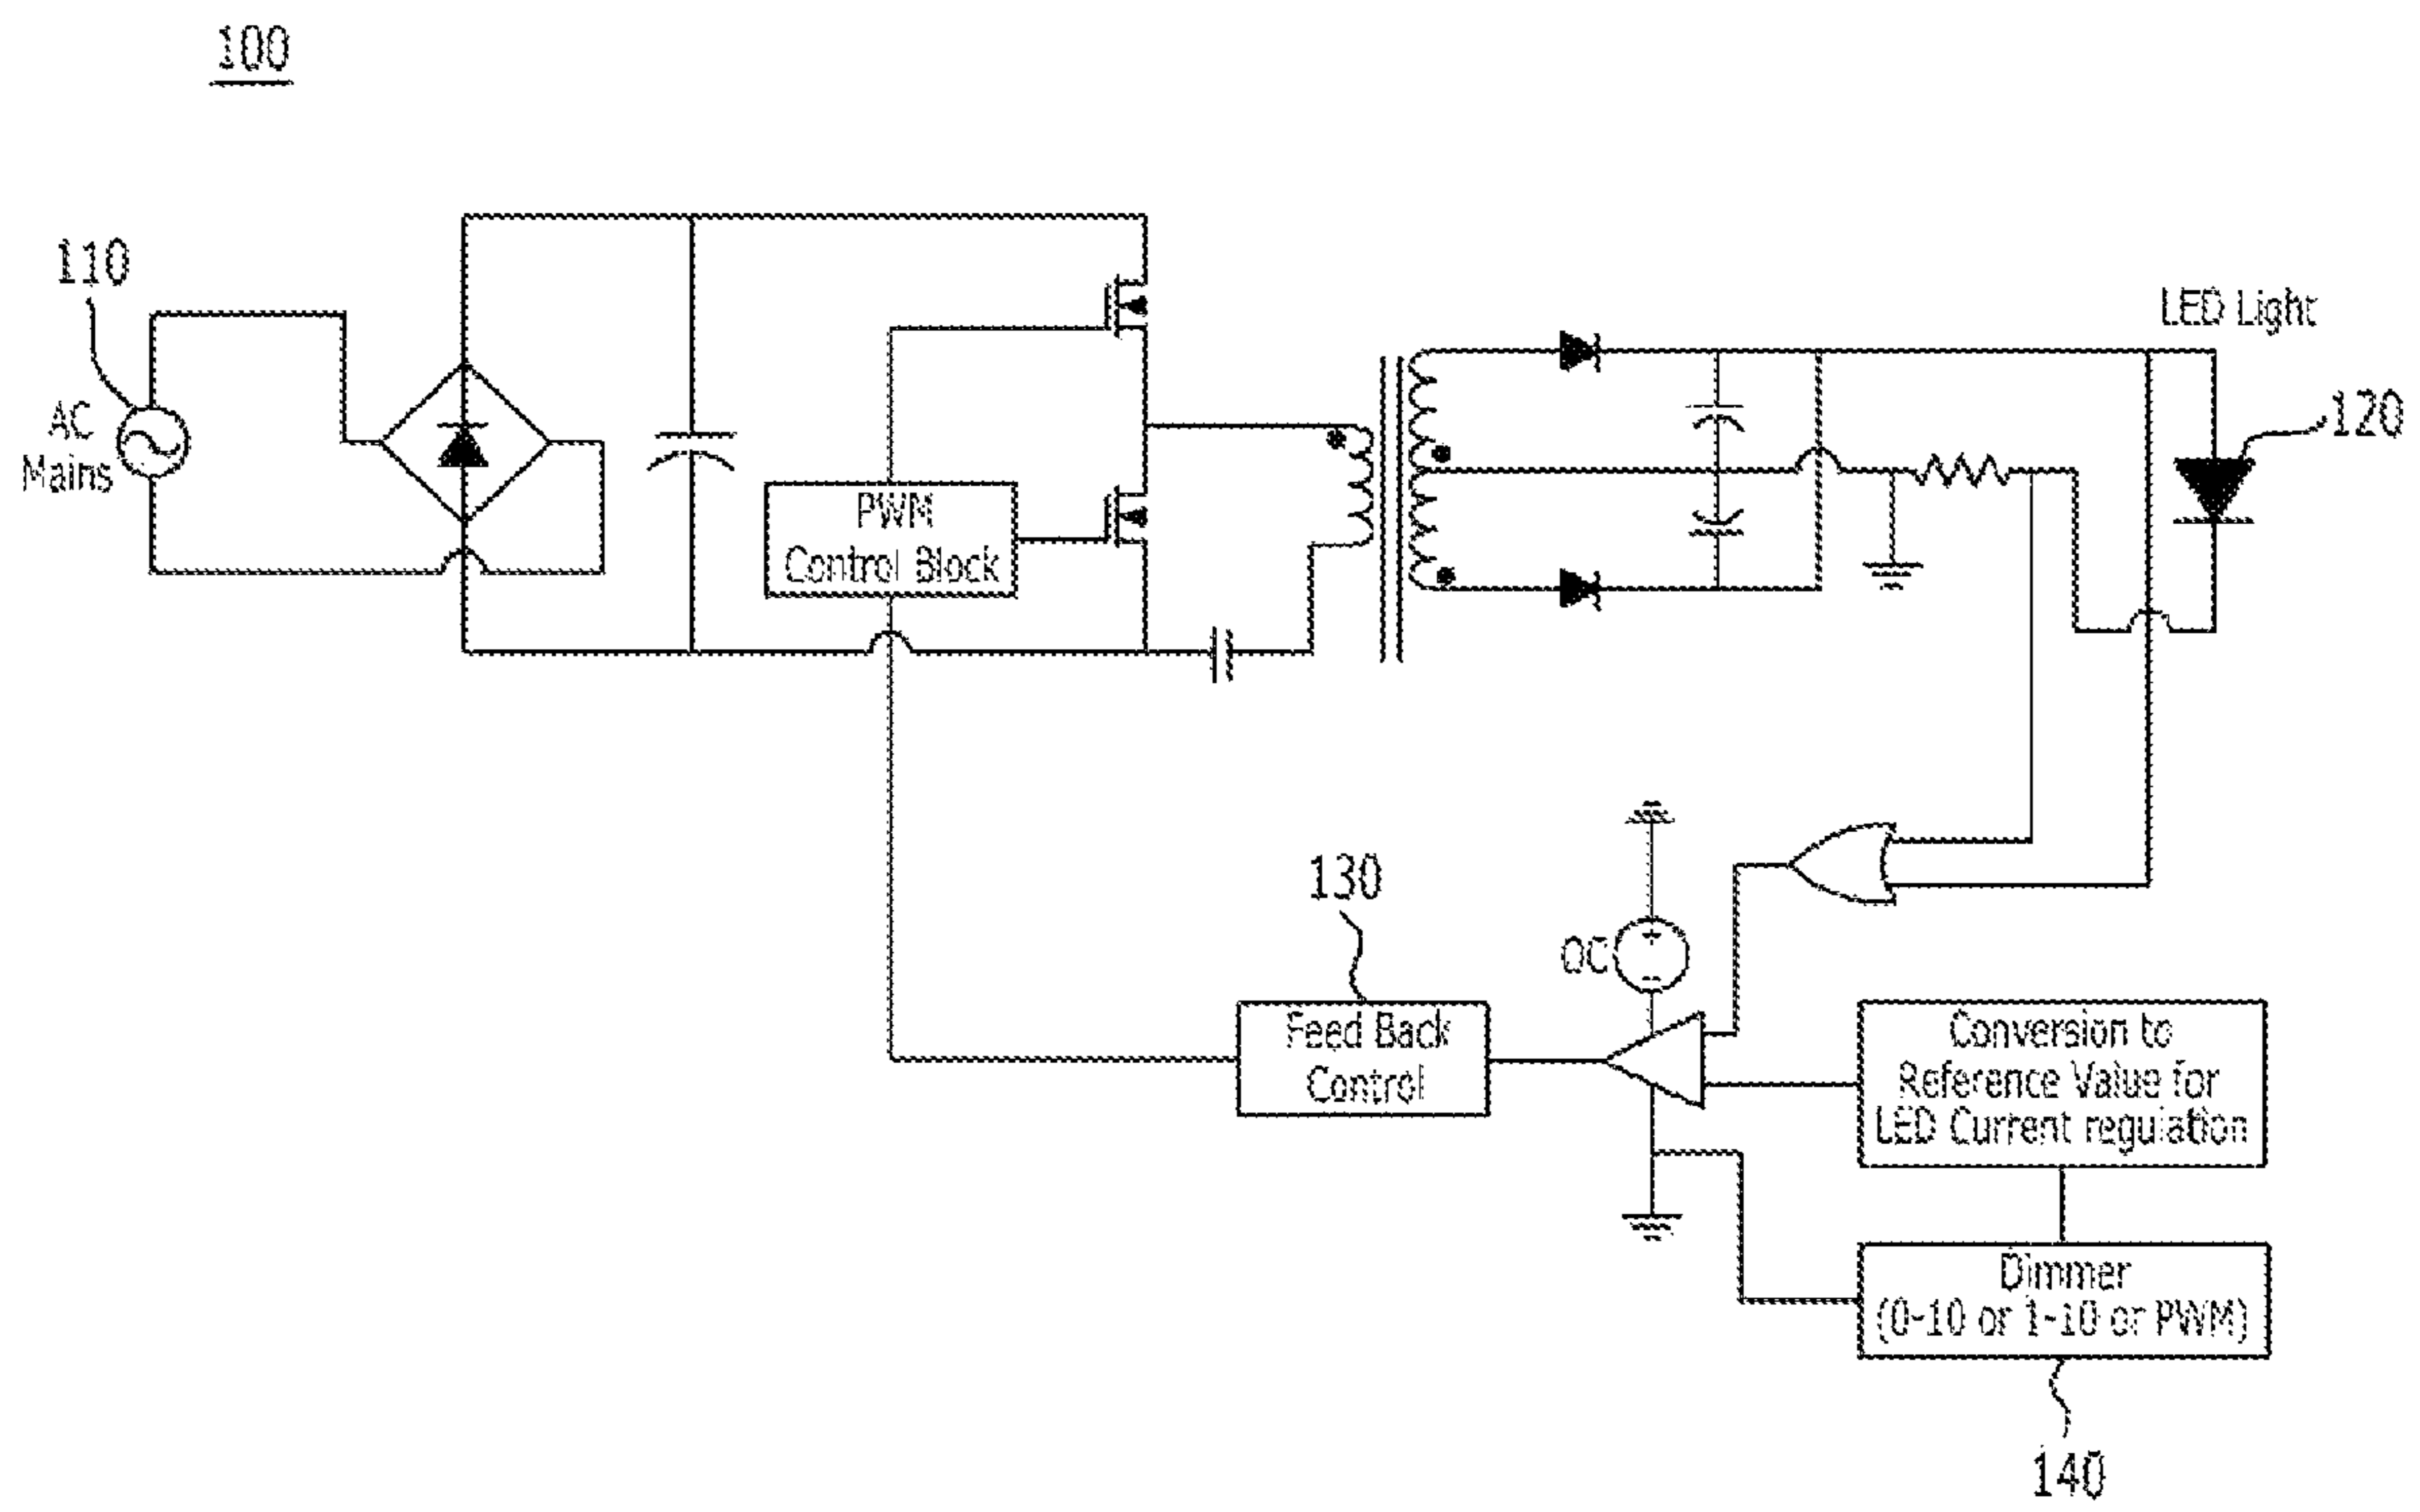 100
110
AC
Mains
PWM
Control Block
LED Light
120
130
Feed Back
Control
OC
Conversion to
Reference Value for
LED Current regulation
Dimmer
(0-10 or 1-10 or PWM)
140